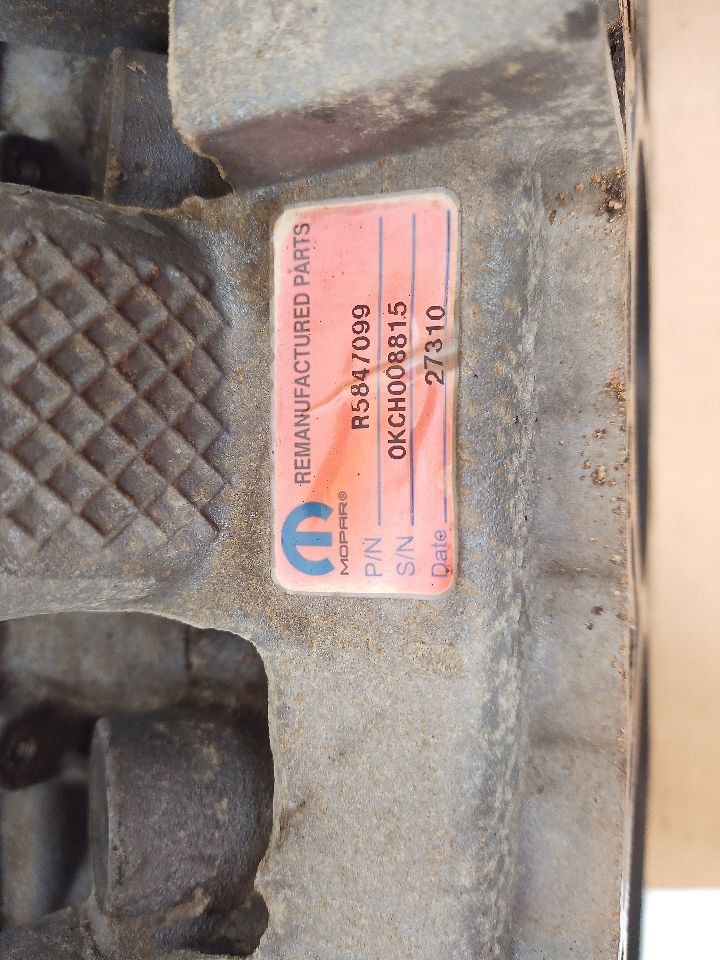 REMANUFACTURED PARTS
MOPAR®
P/N R5847099
S/N 0KCH008815
Date 27310